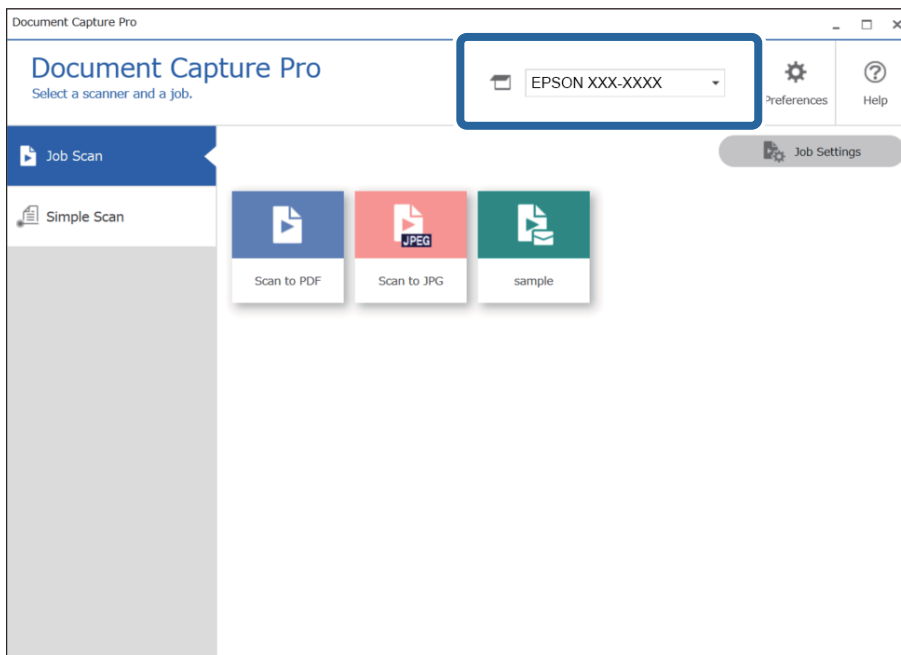 Document Capture Pro
Document Capture Pro
Select a scanner and a job.
EPSON XXX-XXXX
Preferences
Help
Job Scan
Job Settings
Simple Scan
JPEG
Scan to PDF
Scan to JPG
sample